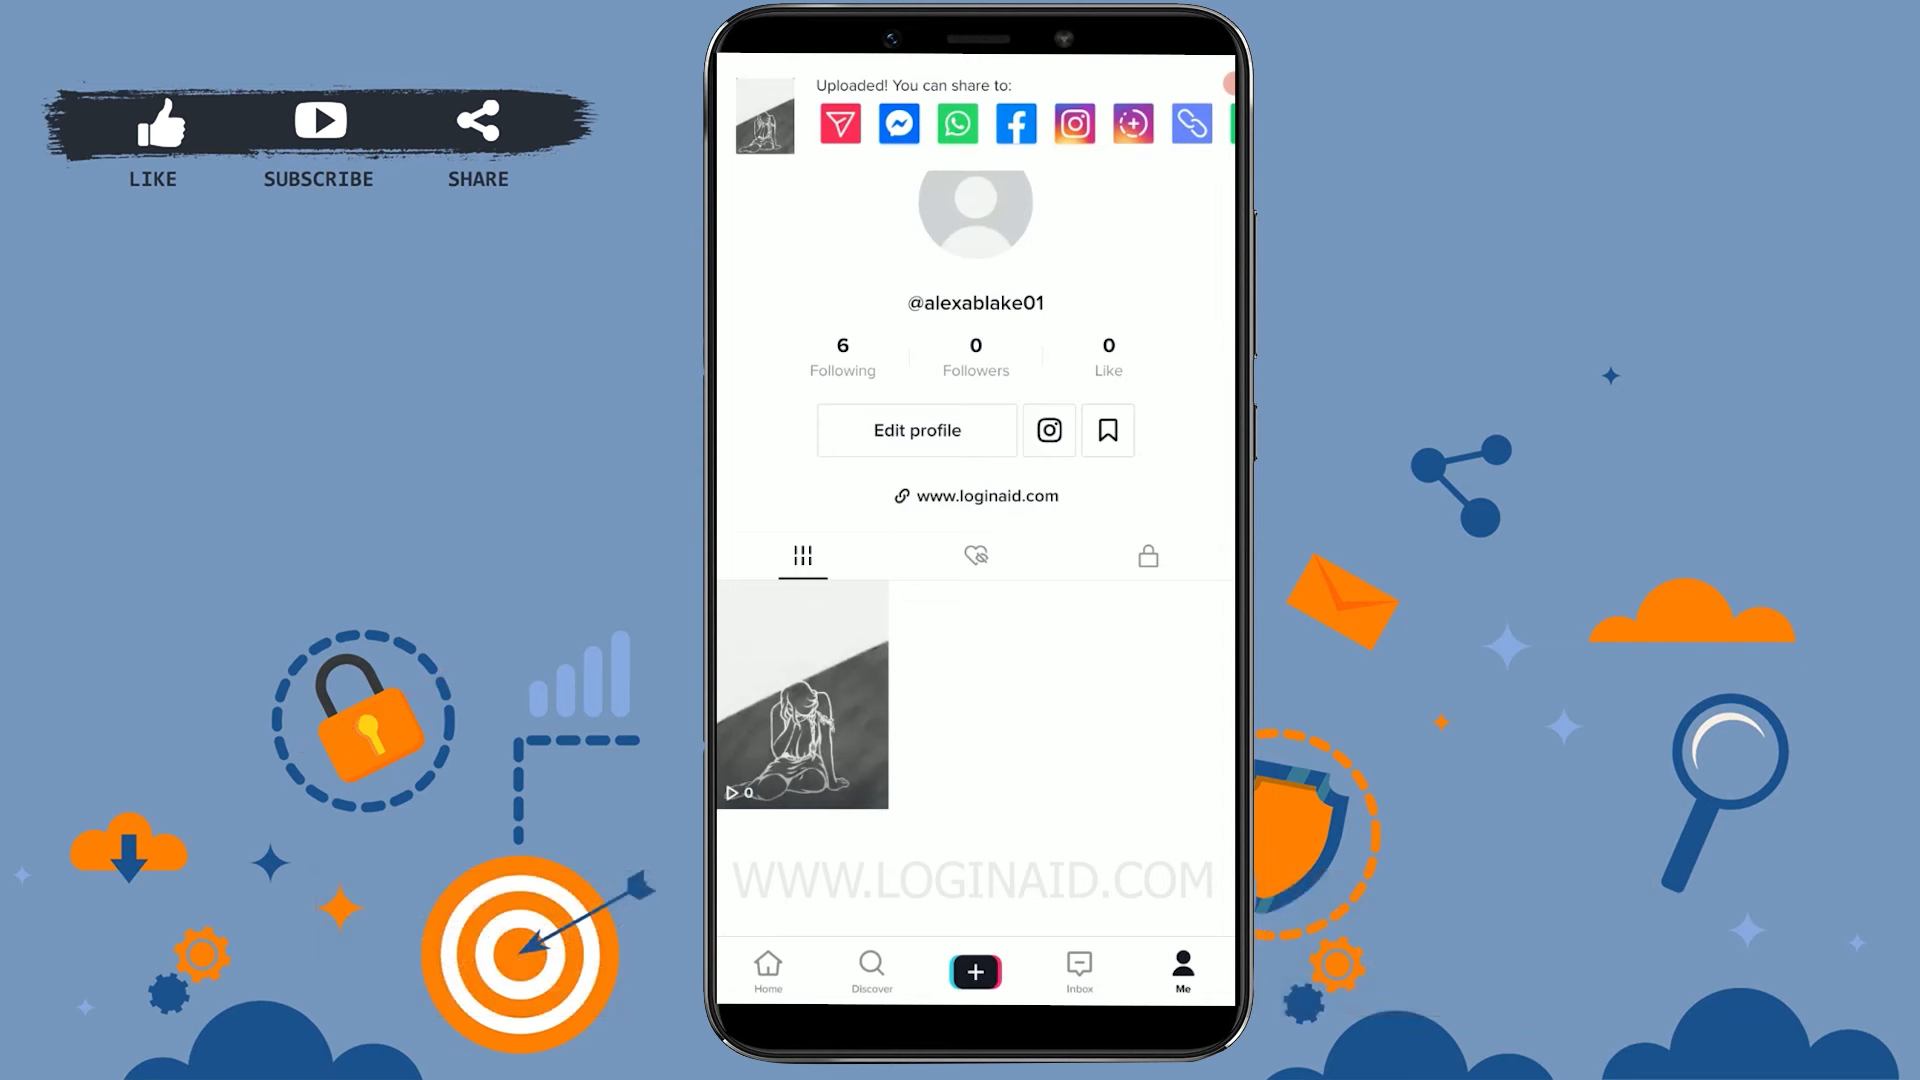 LIKE
SUBSCRIBE
SHARE
Uploaded! You can share to:
@alexablake01
6
Following
0
Followers
0
Like
Edit profile
www.loginaid.com
0
WWW.LOGINAID.COM
Home
Discover
Inbox
Me